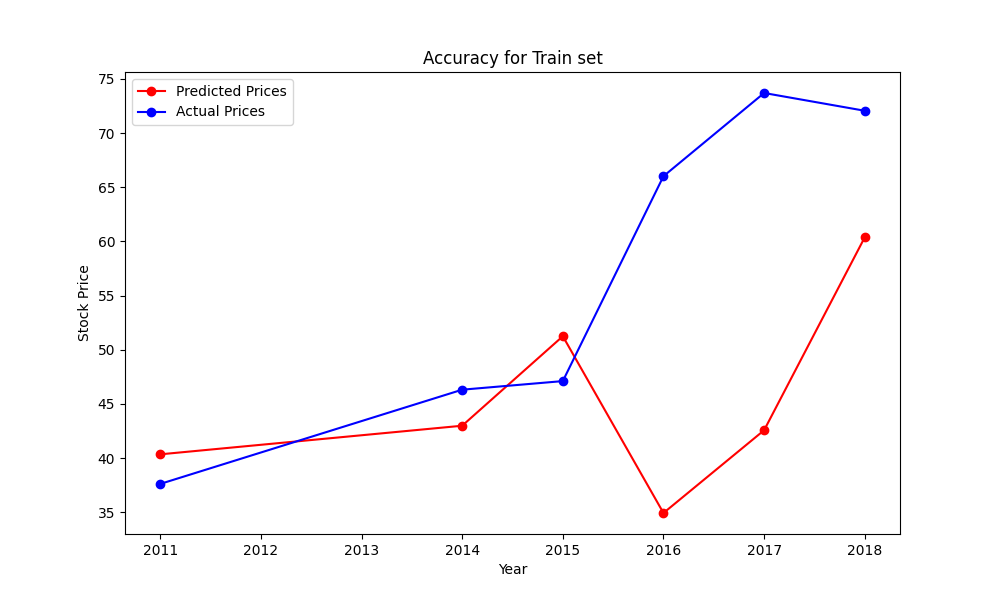 Accuracy for Train set
Predicted Prices
Actual Prices
75
70
65
60
55
50
45
40
35
Stock Price
2011 2012 2013 2014 2015 2016 2017 2018
Year